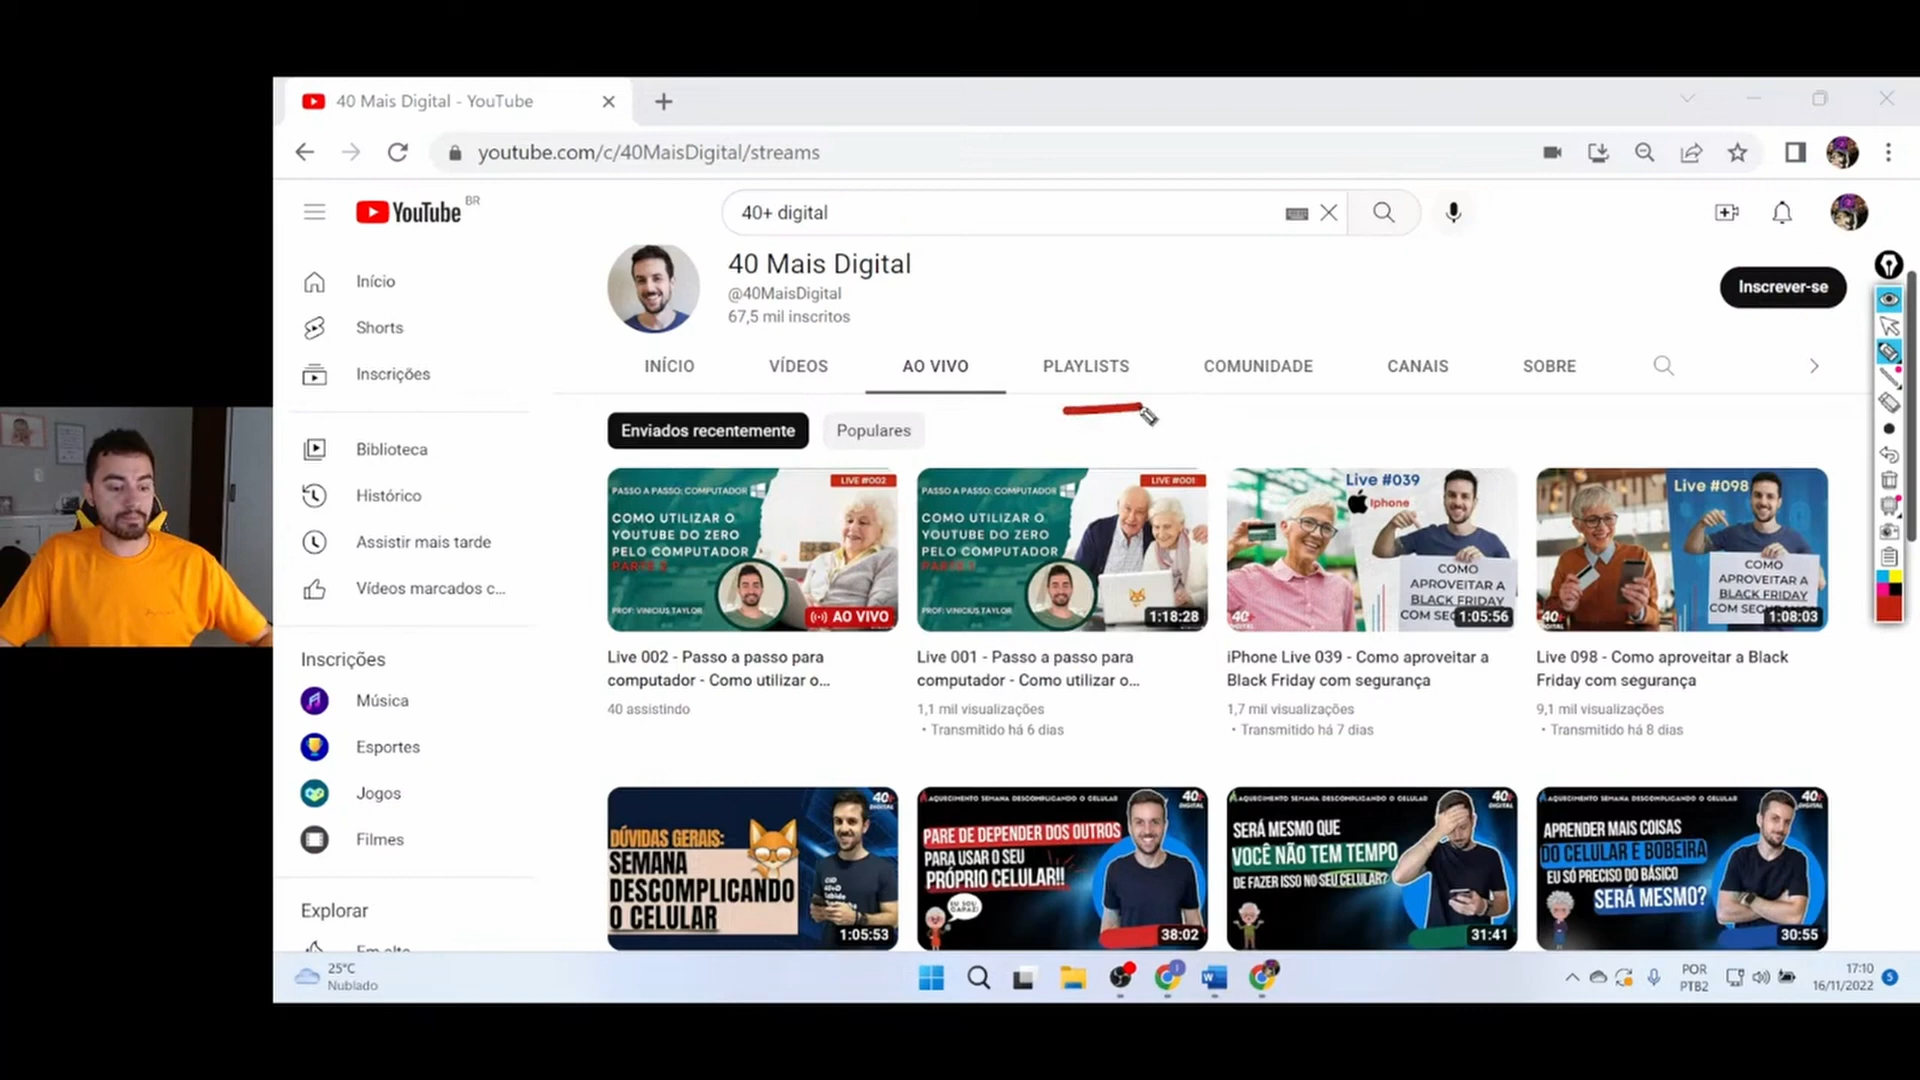 40 Mais Digital - YouTube
youtube.com/c/40MaisDigital/streams
YouTube BR
40+ digital
Início
Shorts
Inscrições
Biblioteca
Histórico
Assistir mais tarde
Vídeos marcados c...
Inscrições
Música
Esportes
Jogos
Filmes
Explorar
40 Mais Digital
@40MaisDigital
67,5 mil inscritos
Inscrever-se
INÍCIO VÍDEOS AO VIVO PLAYLISTS COMUNIDADE CANAIS SOBRE
Enviados recentemente Populares
PASSO A PASSO: COMPUTADOR
LIVE #002
COMO UTILIZAR O
YOUTUBE DO ZERO
PELO COMPUTADOR
PROF: VINICIUS TAYLOR
AO VIVO
Live 002 - Passo a passo para
computador - Como utilizar o...
40 assistindo
PASSO A PASSO: COMPUTADOR
LIVE #001
COMO UTILIZAR O
YOUTUBE DO ZERO
PELO COMPUTADOR
PROF: VINICIUS TAYLOR
1:18:28
Live 001 - Passo a passo para
computador - Como utilizar o...
1,1 mil visualizações
• Transmitido há 6 dias
Live #039
Iphone
COMO
APROVEITAR A
BLACK FRIDAY
1:05:56
iPhone Live 039 - Como aproveitar a
Black Friday com segurança
1,7 mil visualizações
• Transmitido há 7 dias
Live #098
COMO
APROVEITAR A
BLACK FRIDAY
1:08:03
Live 098 - Como aproveitar a Black
Friday com segurança
9,1 mil visualizações
• Transmitido há 8 dias
40+
DIGITAL
DÚVIDAS GERAIS:
SEMANA
DESCOMPLICANDO
O CELULAR
1:05:53
AQUECIMENTO SEMANA DESCOMPLICANDO O CELULAR
40+
DIGITAL
PARE DE DEPENDER DOS OUTROS
PARA USAR O SEU
PRÓPRIO CELULAR!!
EU SOU
CAPAZ!
38:02
AQUECIMENTO SEMANA DESCOMPLICANDO O CELULAR
40+
DIGITAL
SERÁ MESMO QUE
VOCÊ NÃO TEM TEMPO
DE FAZER ISSO NO SEU CELULAR?
31:41
AQUECIMENTO SEMANA DESCOMPLICANDO O CELULAR
40+
DIGITAL
APRENDER MAIS COISAS
DO CELULAR E BOBEIRA
EU SÓ PRECISO DO BÁSICO
SERÁ MESMO?
30:55
25°C
Nublado
POR
PTB2
17:10
16/11/2022
5